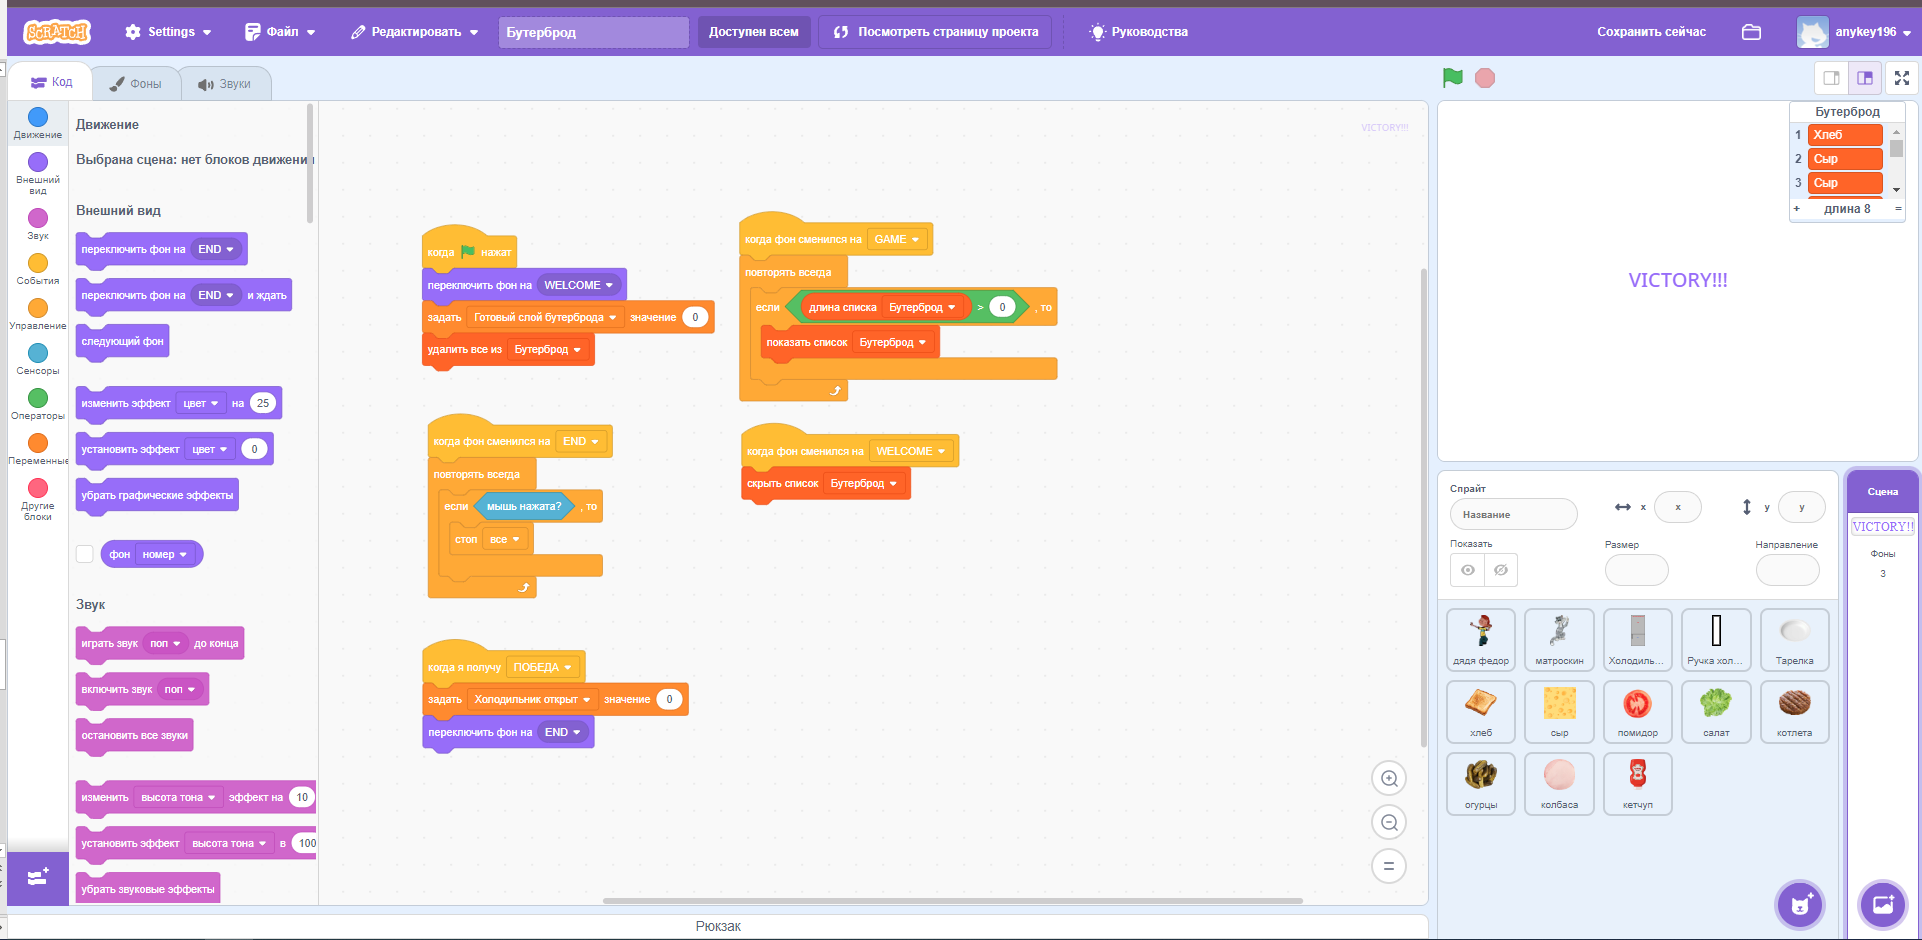 SCRATCH
Settings
Файл
Редактировать
Бутерброд
Доступен всем
Посмотреть страницу проекта
Руководства
Сохранить сейчас
anykey196
Код
Фоны
Звуки
Движение
Внешний
вид
Звук
События
Управление
Сенсоры
Операторы
Переменные
Другие
блоки
Движение
Выбрана сцена: нет блоков движени
Внешний вид
переключить фон на END
переключить фон на END и ждать
следующий фон
изменить эффект цвет на 25
установить эффект цвет 0
убрать графические эффекты
фон номер
Звук
играть звук поп до конца
включить звук поп
остановить все звуки
изменить высота тона эффект на 10
установить эффект высота тона в 100
убрать звуковые эффекты
VICTORY!!!
когда нажат
переключить фон на WELCOME
задать Готовый слой бутерброда значение 0
удалить все из Бутерброд
когда фон сменился на GAME
повторять всегда
если длина списка Бутерброд > 0 , то
показать список Бутерброд
когда фон сменился на END
повторять всегда
если мышь нажата? , то
стоп все
когда фон сменился на WELCOME
скрыть список Бутерброд
когда я получу ПОБЕДА
задать Холодильник открыт значение 0
переключить фон на END
Рюкзак
Бутерброд
1 Хлеб
2 Сыр
3 Сыр
+ длина 8 =
VICTORY!!!
Спрайт
Название
x x
y y
Показать
Размер
Направление
дядя федор
матроскин
Холодиль...
Ручка хол...
Тарелка
хлеб
сыр
помидор
салат
котлета
огурцы
колбаса
кетчуп
Сцена
VICTORY!!
Фоны
3